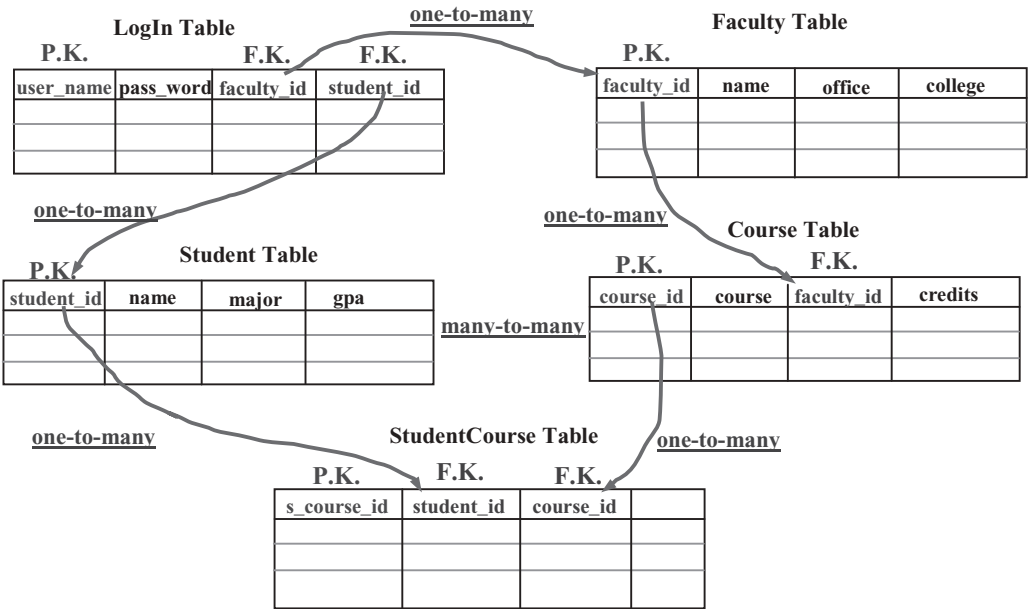 one-to-many
LogIn Table
Faculty Table
P.K. F.K. F.K.
P.K.
user_name pass_word faculty_id student_id
faculty_id name office college
one-to-many
one-to-many
Student Table
Course Table
P.K.
P.K. F.K.
student_id name major gpa
course_id course faculty_id credits
many-to-many
one-to-many
StudentCourse Table
one-to-many
P.K. F.K. F.K.
s_course_id student_id course_id